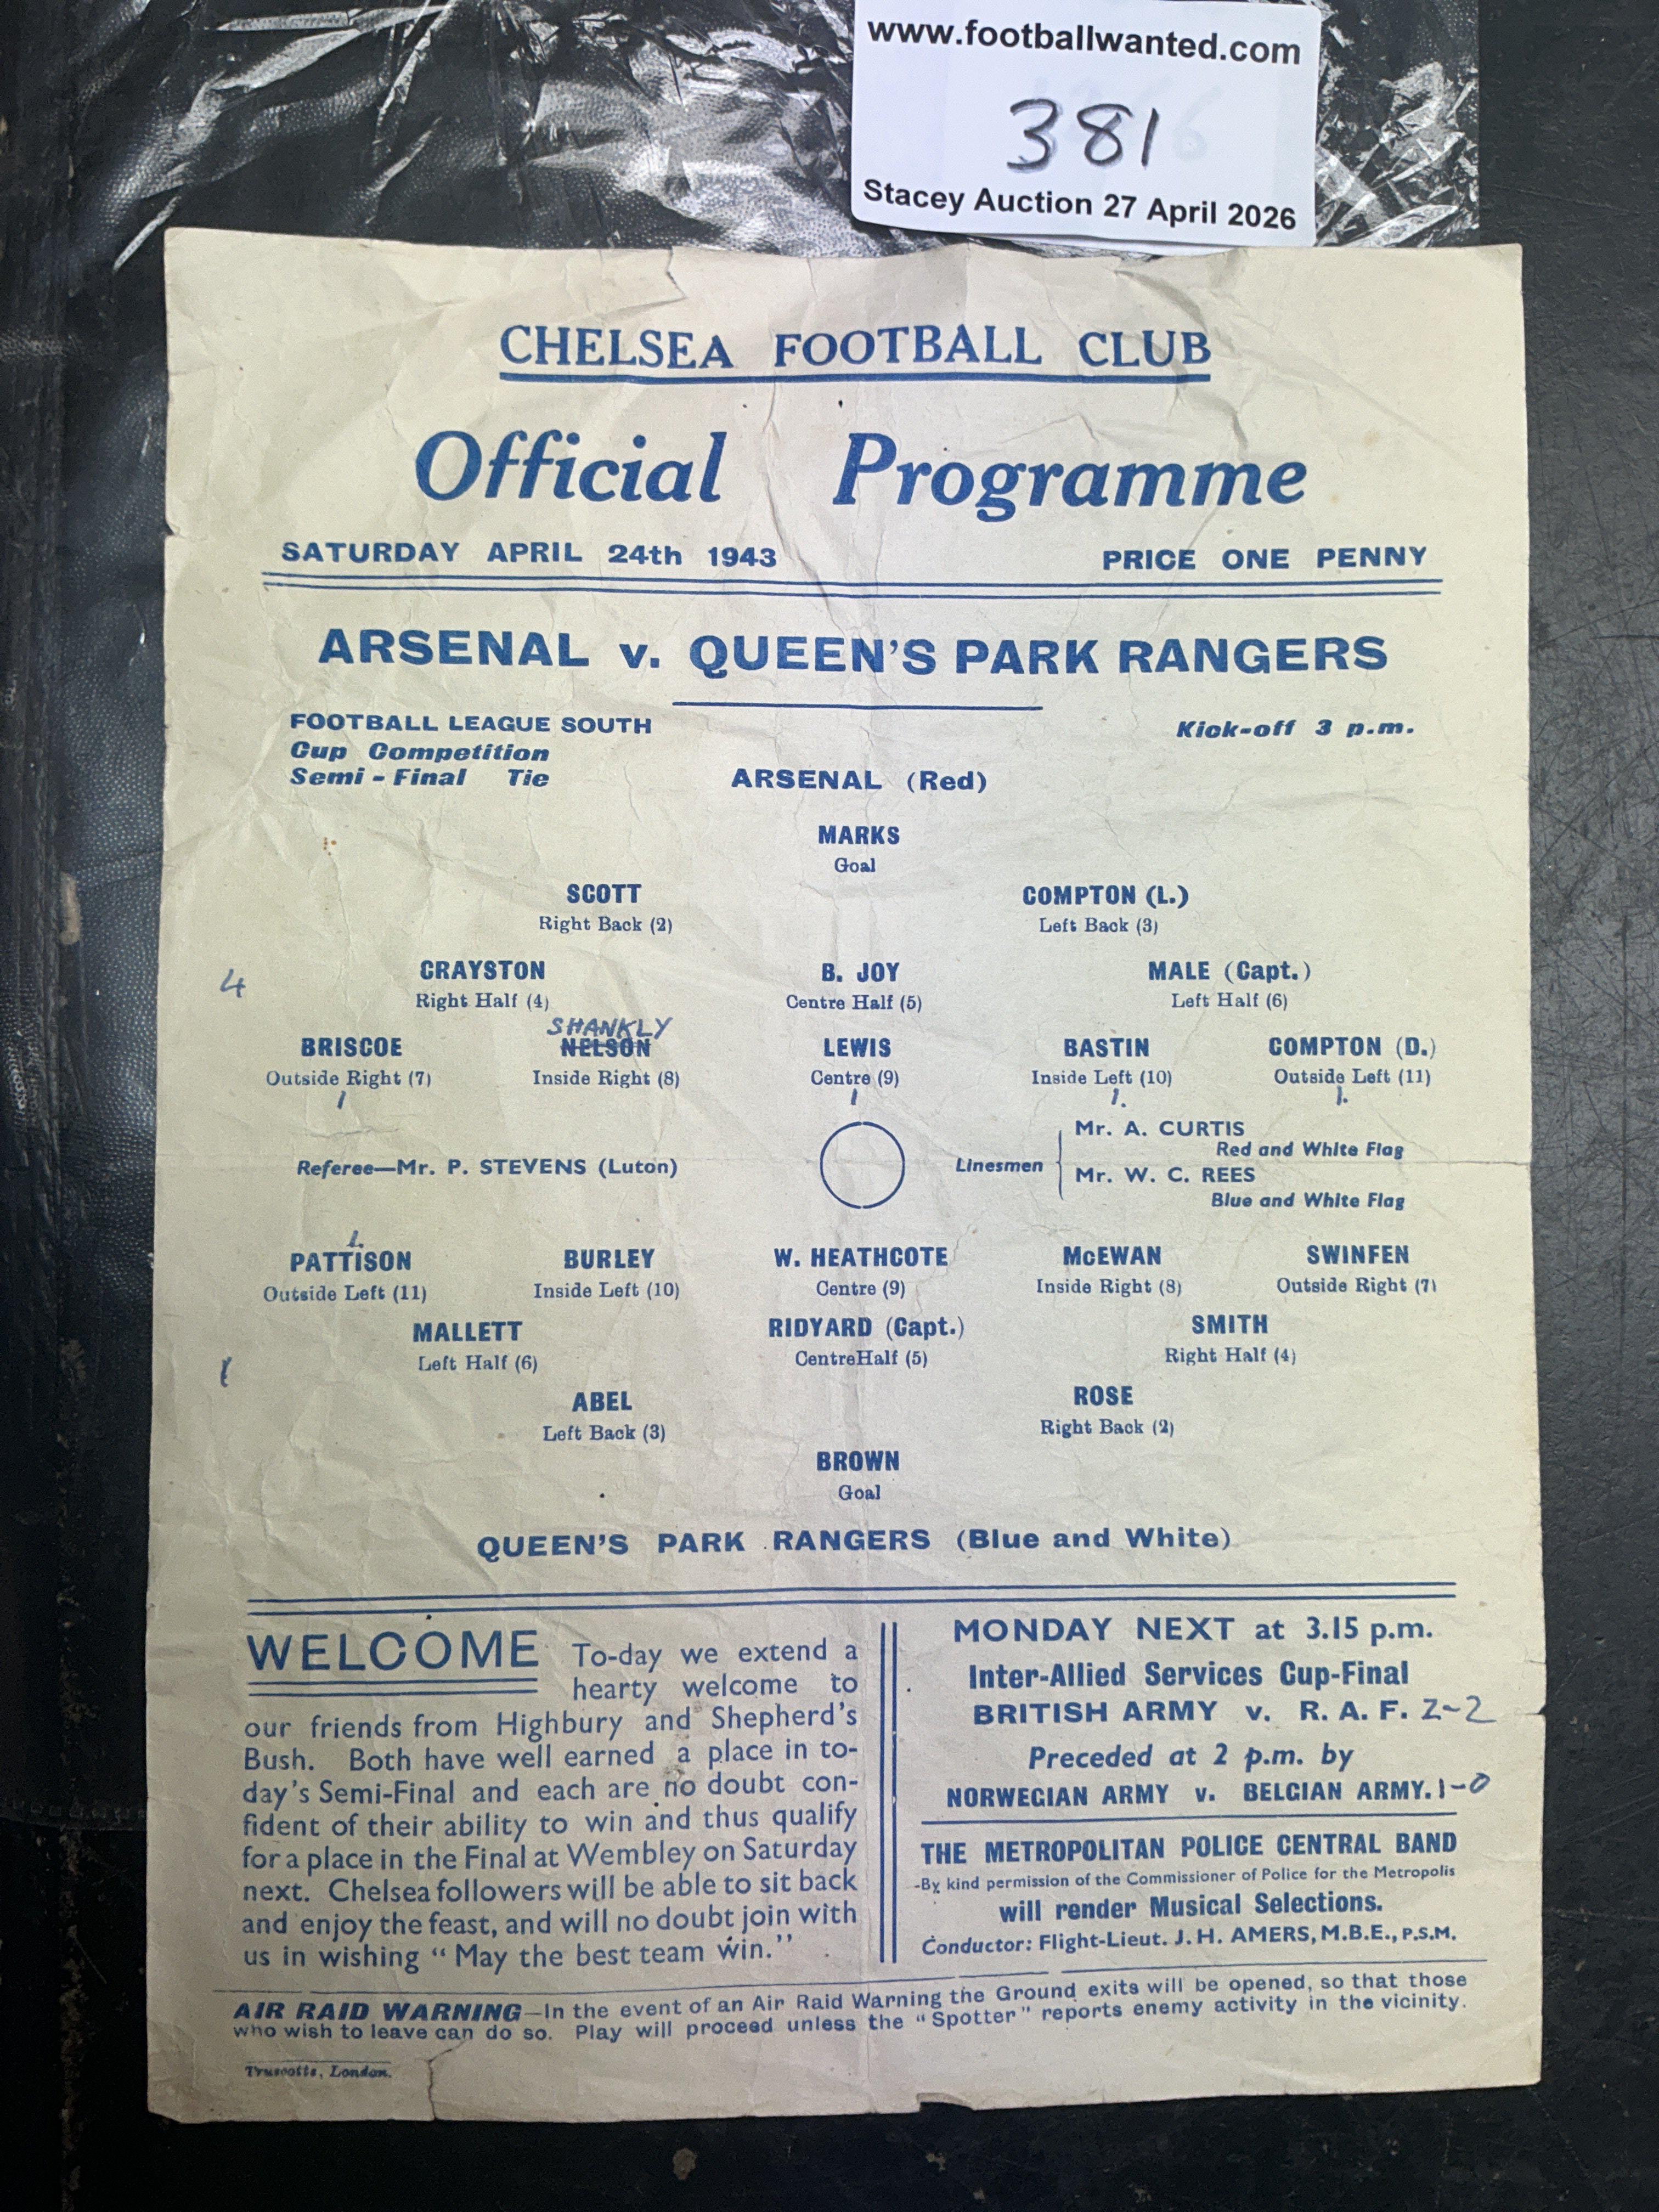 www.footballwanted.com
381
Stacey Auction 27 April 2026
CHELSEA FOOTBALL CLUB
Official Programme
SATURDAY APRIL 24th 1943 PRICE ONE PENNY
ARSENAL v. QUEEN'S PARK RANGERS
FOOTBALL LEAGUE SOUTH Kick-off 3 p.m.
Cup Competition
Semi-Final Tie ARSENAL (Red)
MARKS
Goal
SCOTT COMPTON (L.)
Right Back (2) Left Back (3)
4 CRAYSTON B. JOY MALE (Capt.)
Right Half (4) Centre Half (5) Left Half (6)
SHANKLY
BRISCOE NELSON LEWIS BASTIN COMPTON (D.)
Outside Right (7) Inside Right (8) Centre (9) Inside Left (10) Outside Left (11)
1 1 1. 1.
Mr. A. CURTIS
Red and White Flag
Referee—Mr. P. STEVENS (Luton) Linesmen
Mr. W. C. REES
Blue and White Flag
1.
PATTISON BURLEY W. HEATHCOTE McEWAN SWINFEN
Outside Left (11) Inside Left (10) Centre (9) Inside Right (8) Outside Right (7)
MALLETT RIDYARD (Capt.) SMITH
1 Left Half (6) CentreHalf (5) Right Half (4)
ABEL ROSE
Left Back (3) Right Back (2)
BROWN
Goal
QUEEN'S PARK RANGERS (Blue and White)
WELCOME To-day we extend a
hearty welcome to
our friends from Highbury and Shepherd's
Bush. Both have well earned a place in to-
day's Semi-Final and each are no doubt con-
fident of their ability to win and thus qualify
for a place in the Final at Wembley on Saturday
next. Chelsea followers will be able to sit back
and enjoy the feast, and will no doubt join with
us in wishing "May the best team win."
MONDAY NEXT at 3.15 p.m.
Inter-Allied Services Cup-Final
BRITISH ARMY v. R. A. F. 2-2
Preceded at 2 p.m. by
NORWEGIAN ARMY v. BELGIAN ARMY. 1-0
THE METROPOLITAN POLICE CENTRAL BAND
-By kind permission of the Commissioner of Police for the Metropolis
will render Musical Selections.
Conductor: Flight-Lieut. J. H. AMERS, M.B.E., P.S.M.
AIR RAID WARNING—In the event of an Air Raid Warning the Ground exits will be opened, so that those
who wish to leave can do so. Play will proceed unless the "Spotter" reports enemy activity in the vicinity.
Truscotts, London.